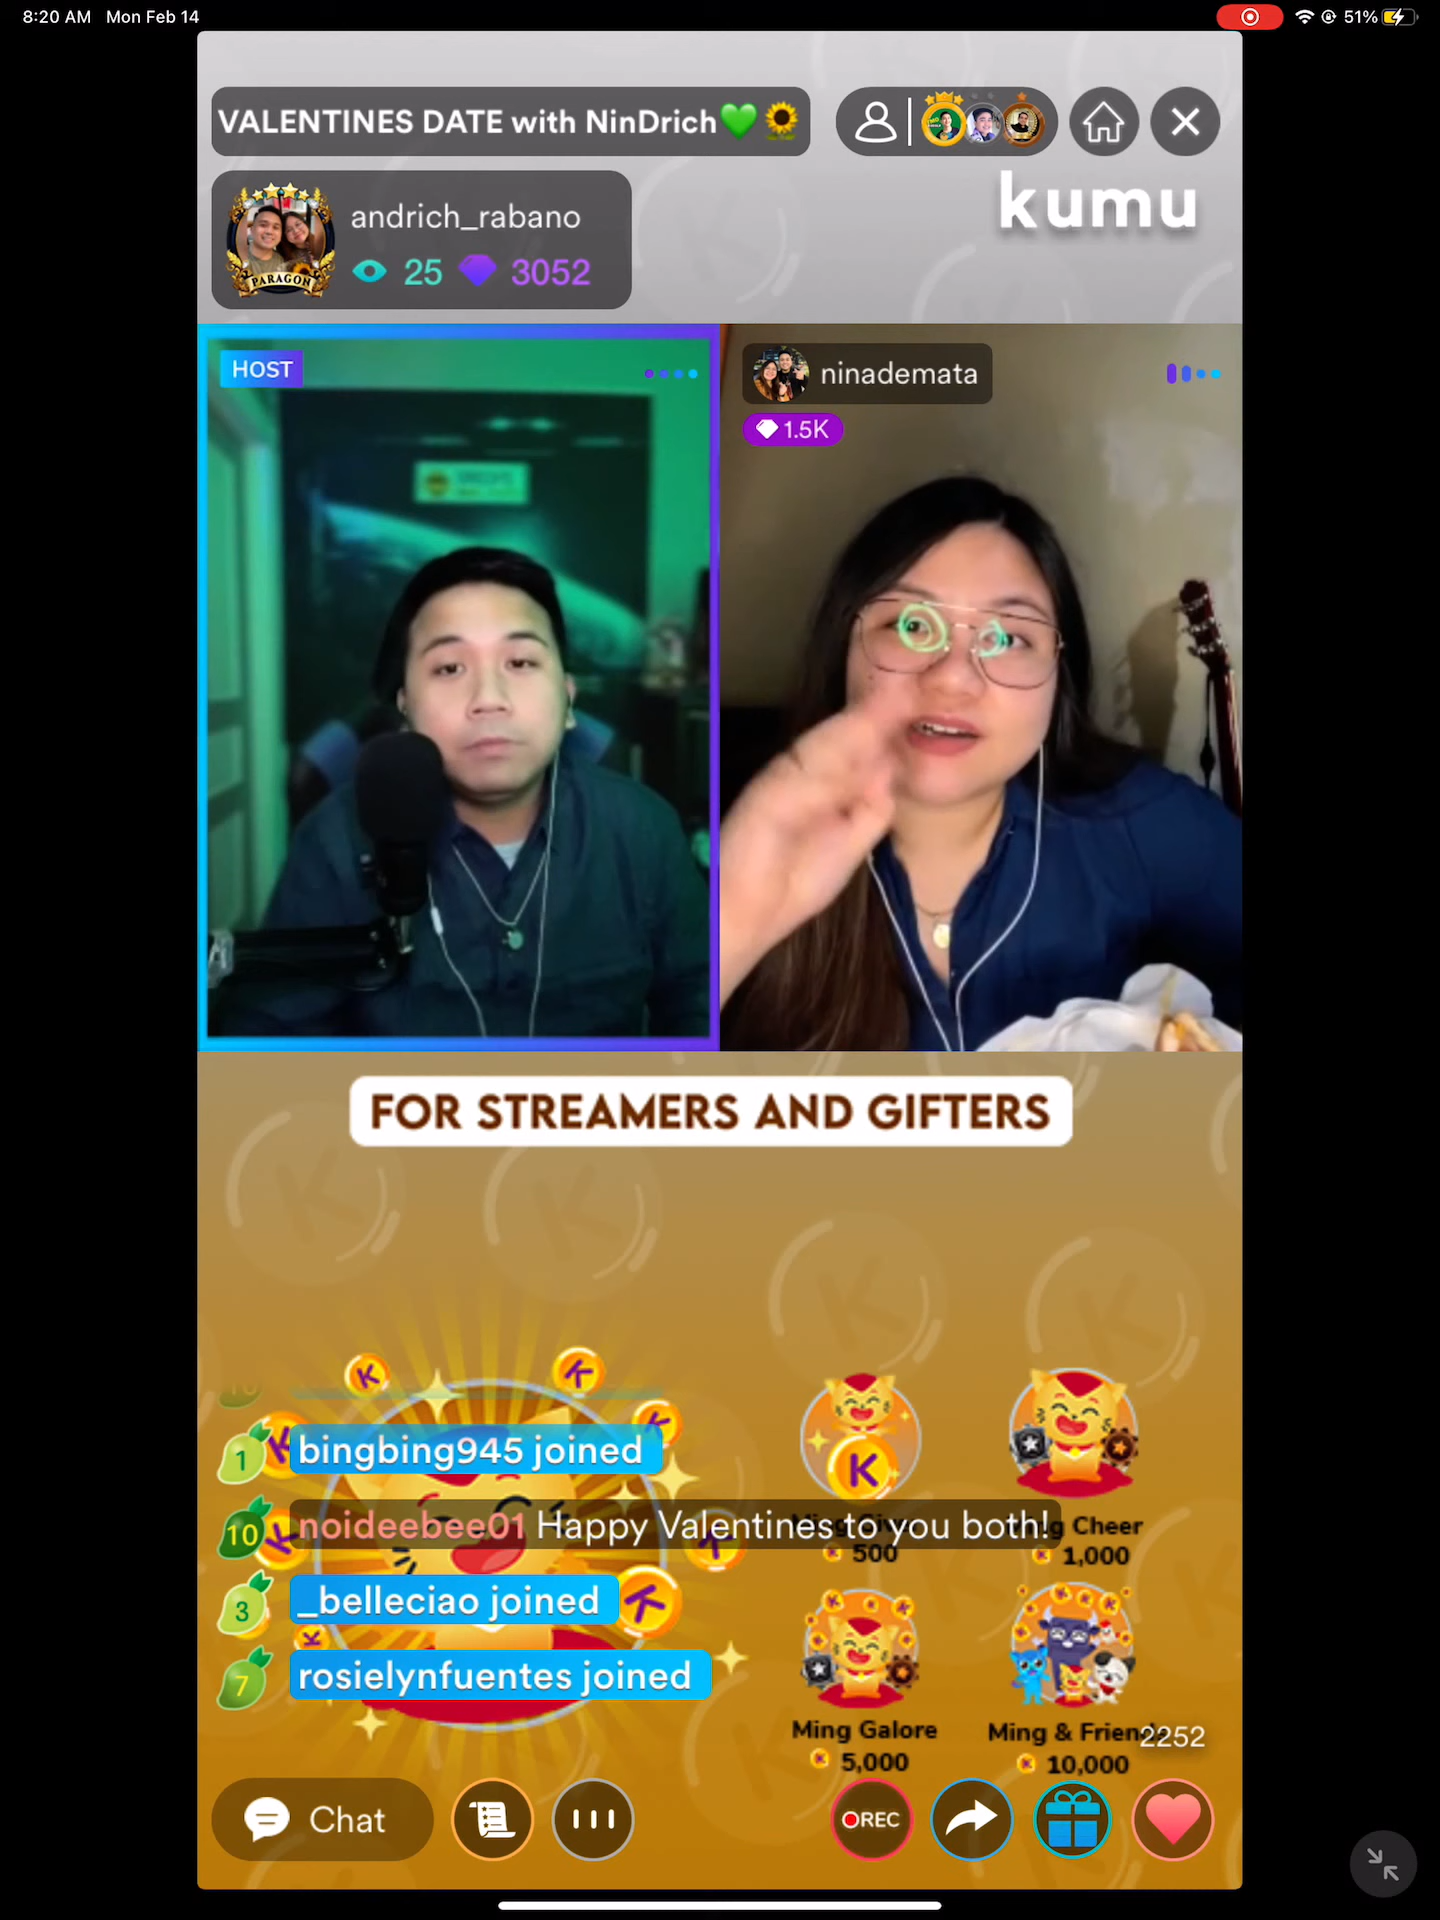 8:20 AM Mon Feb 14
51%
VALENTINES DATE with NinDrich💚🌻
andrich_rabano
25 3052
kumu
PARAGON
HOST
ninademata
1.5K
FOR STREAMERS AND GIFTERS
1 bingbing945 joined
10 noideebee01 Happy Valentines to you both!
3 _belleciao joined
7 rosielynfuentes joined
500
Cheer
1,000
Ming Galore
5,000
Ming & Friends
10,000
2252
Chat
REC